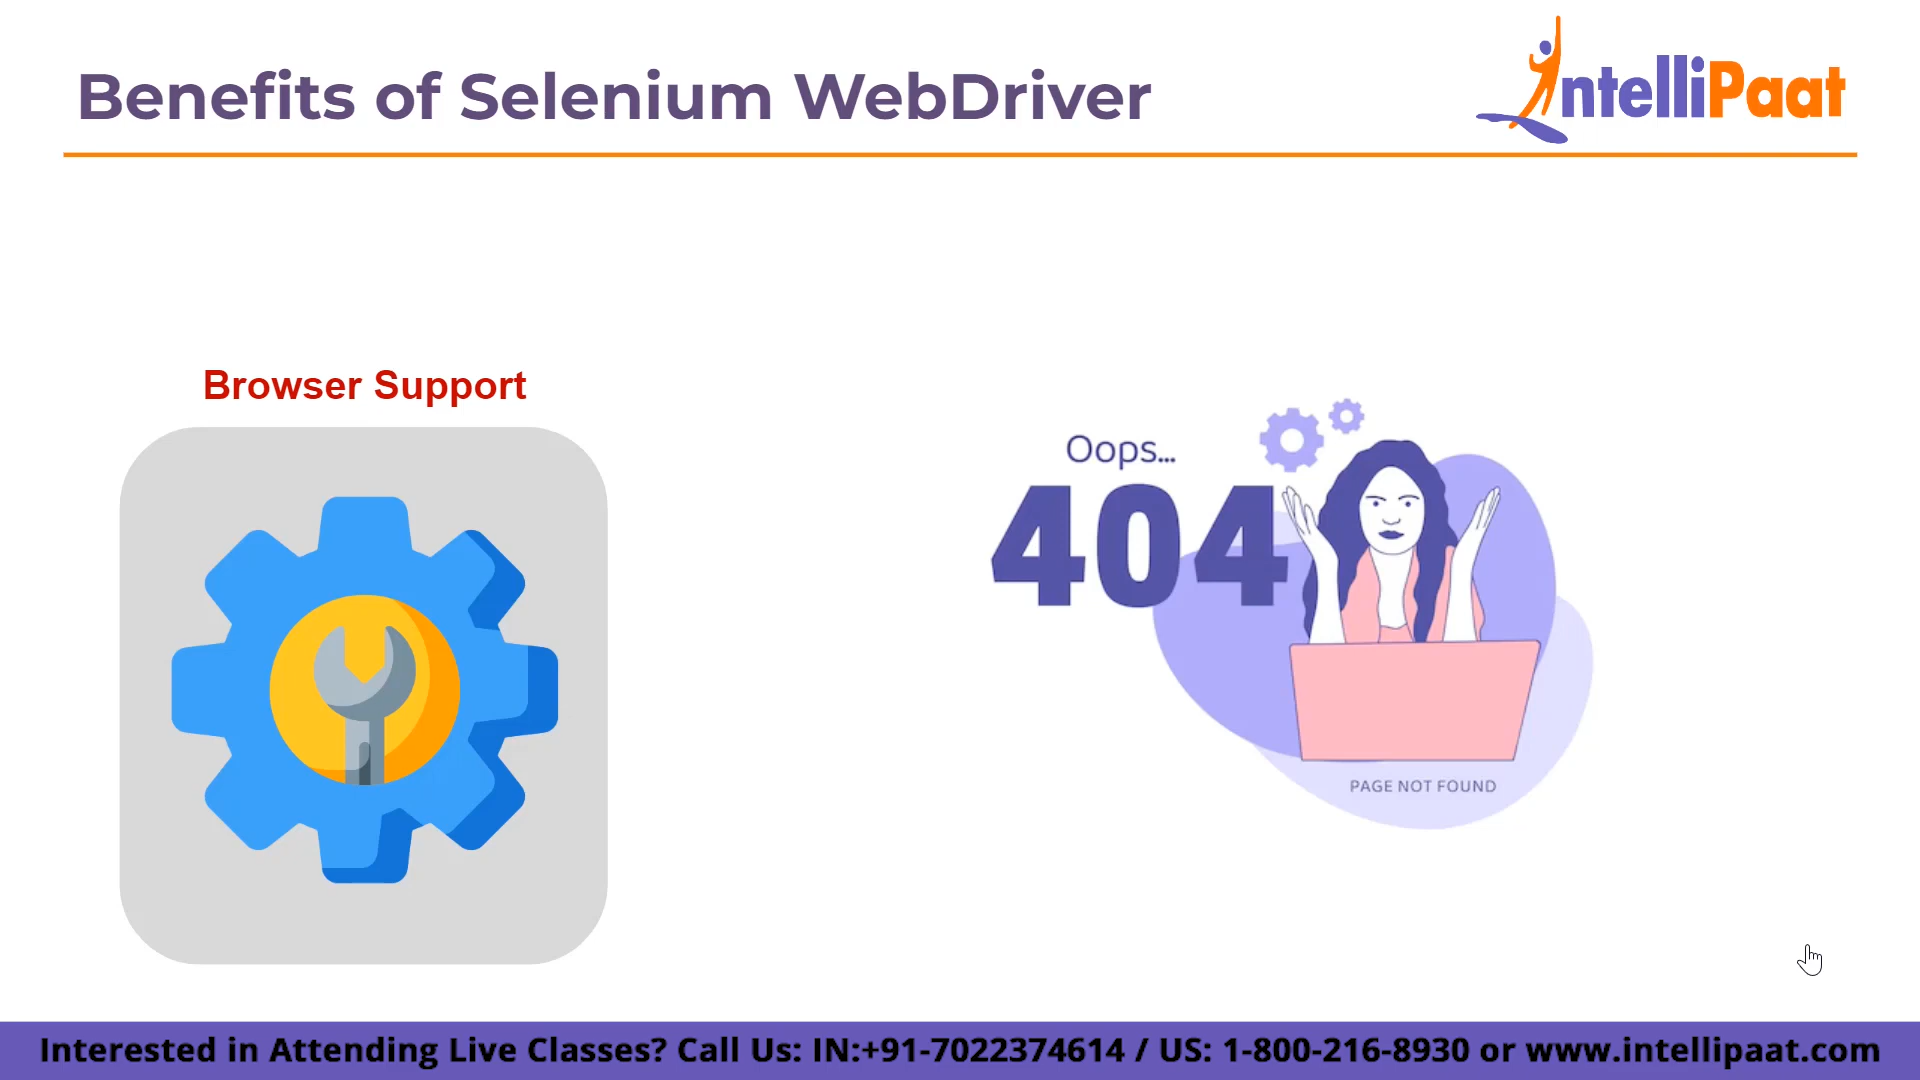 Benefits of Selenium WebDriver
IntelliPaat
Browser Support
Oops...
404
PAGE NOT FOUND
Interested in Attending Live Classes? Call Us: IN:+91-7022374614 / US: 1-800-216-8930 or www.intellipaat.com